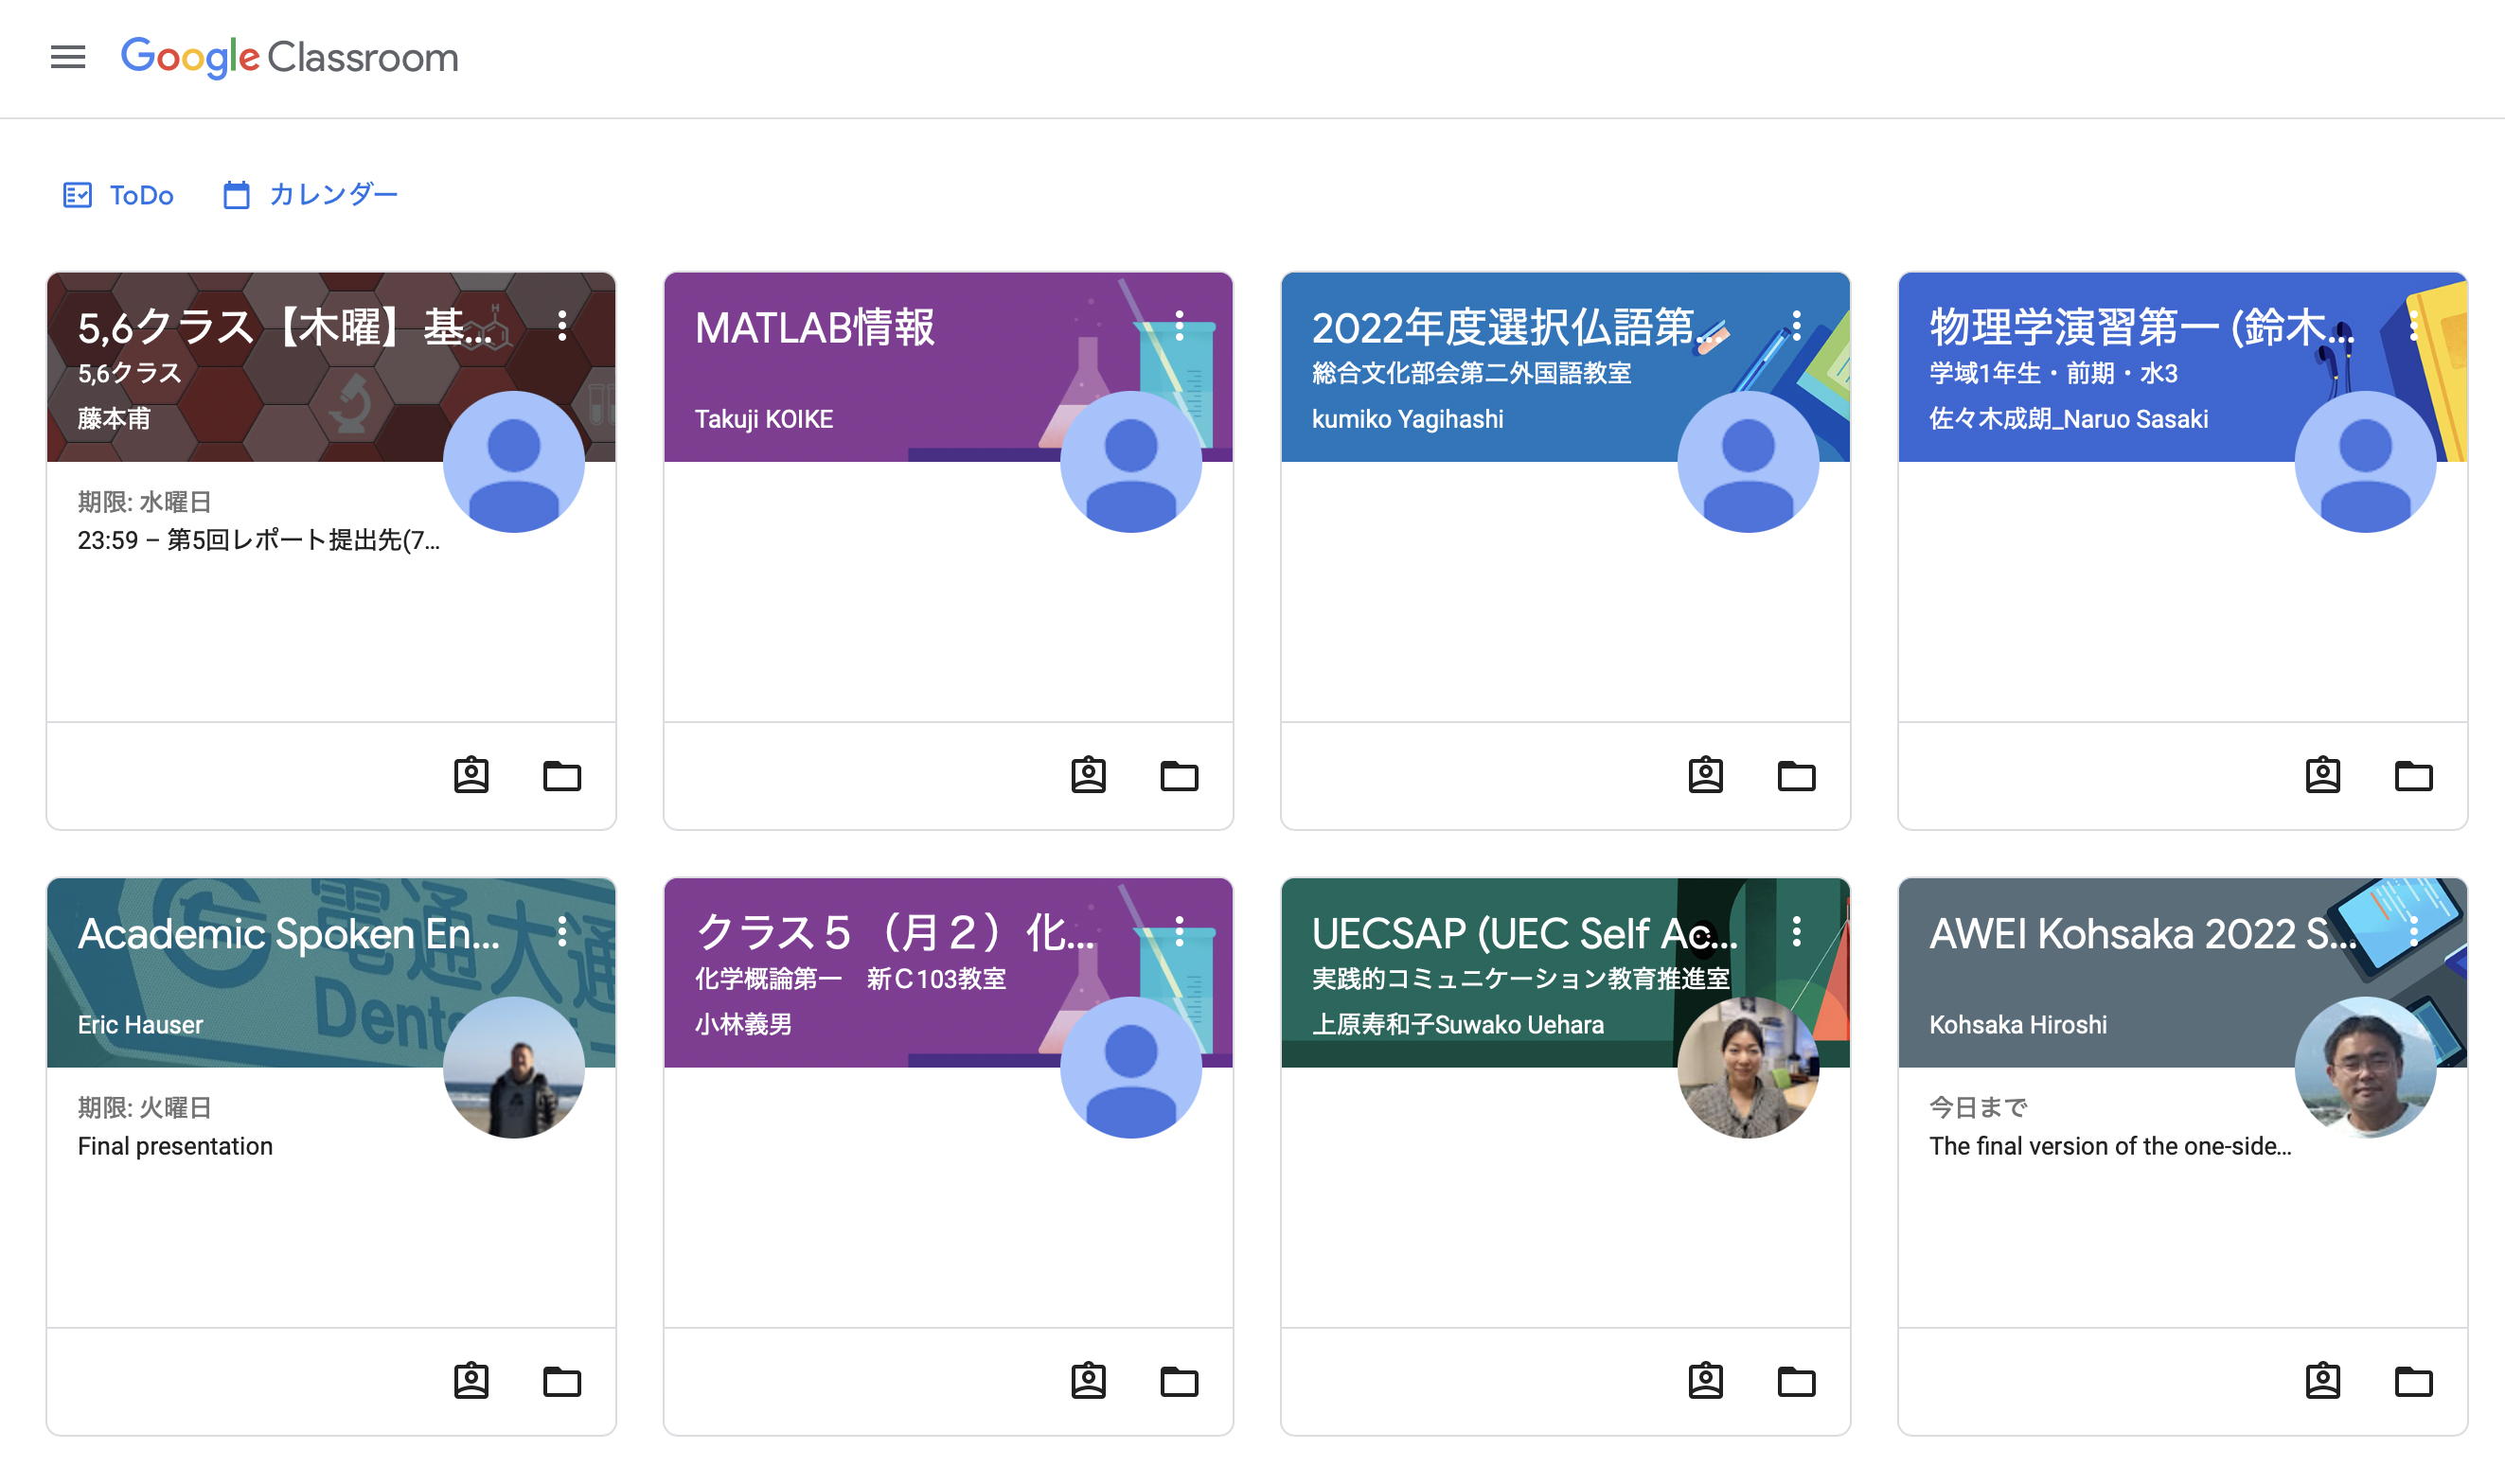 Google Classroom
ToDo
カレンダー
5,6クラス【木曜】基...
5,6クラス
藤本甫
期限: 水曜日
23:59 – 第5回レポート提出先(7...
MATLAB情報
Takuji KOIKE
2022年度選択仏語第...
総合文化部会第二外国語教室
kumiko Yagihashi
物理学演習第一 (鈴木...
学域1年生・前期・水3
佐々木成朗_Naruo Sasaki
Academic Spoken En...
Eric Hauser
電通大通
期限: 火曜日
Final presentation
クラス５（月２）化...
化学概論第一　新Ｃ103教室
小林義男
UECSAP (UEC Self Ac...
実践的コミュニケーション教育推進室
上原寿和子Suwako Uehara
AWEI Kohsaka 2022 S...
Kohsaka Hiroshi
今日まで
The final version of the one-side...